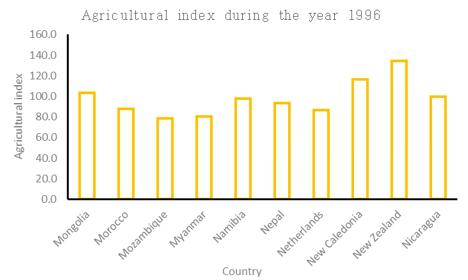 Agricultural index during the year 1996
160.0
140.0
120.0
100.0
80.0
60.0
40.0
20.0
0.0
Agricultural index
Mongolia
Morocco
Mozambique
Myanmar
Namibia
Nepal
Netherlands
New Caledonia
New Zealand
Nicaragua
Country